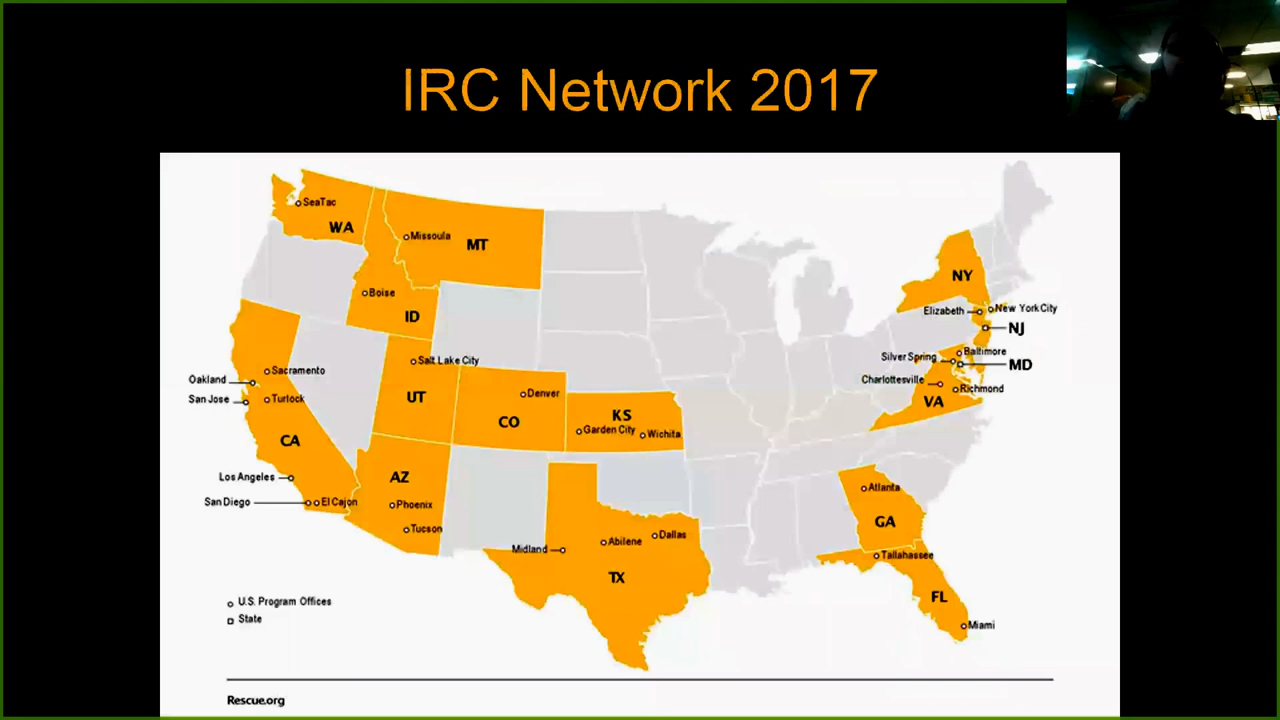 IRC Network 2017
SeaTac
WA
Missoula
MT
Boise
ID
NY
Elizabeth
New York City
NJ
Baltimore
Silver Spring
MD
Charlottesville
Richmond
VA
Salt Lake City
UT
Sacramento
Oakland
San Jose
Turlock
CA
Denver
CO
KS
Garden City
Wichita
Los Angeles
San Diego
El Cajon
AZ
Phoenix
Tucson
Atlanta
GA
Midland
Abilene
Dallas
TX
Tallahassee
FL
Miami
U.S. Program Offices
State
Rescue.org